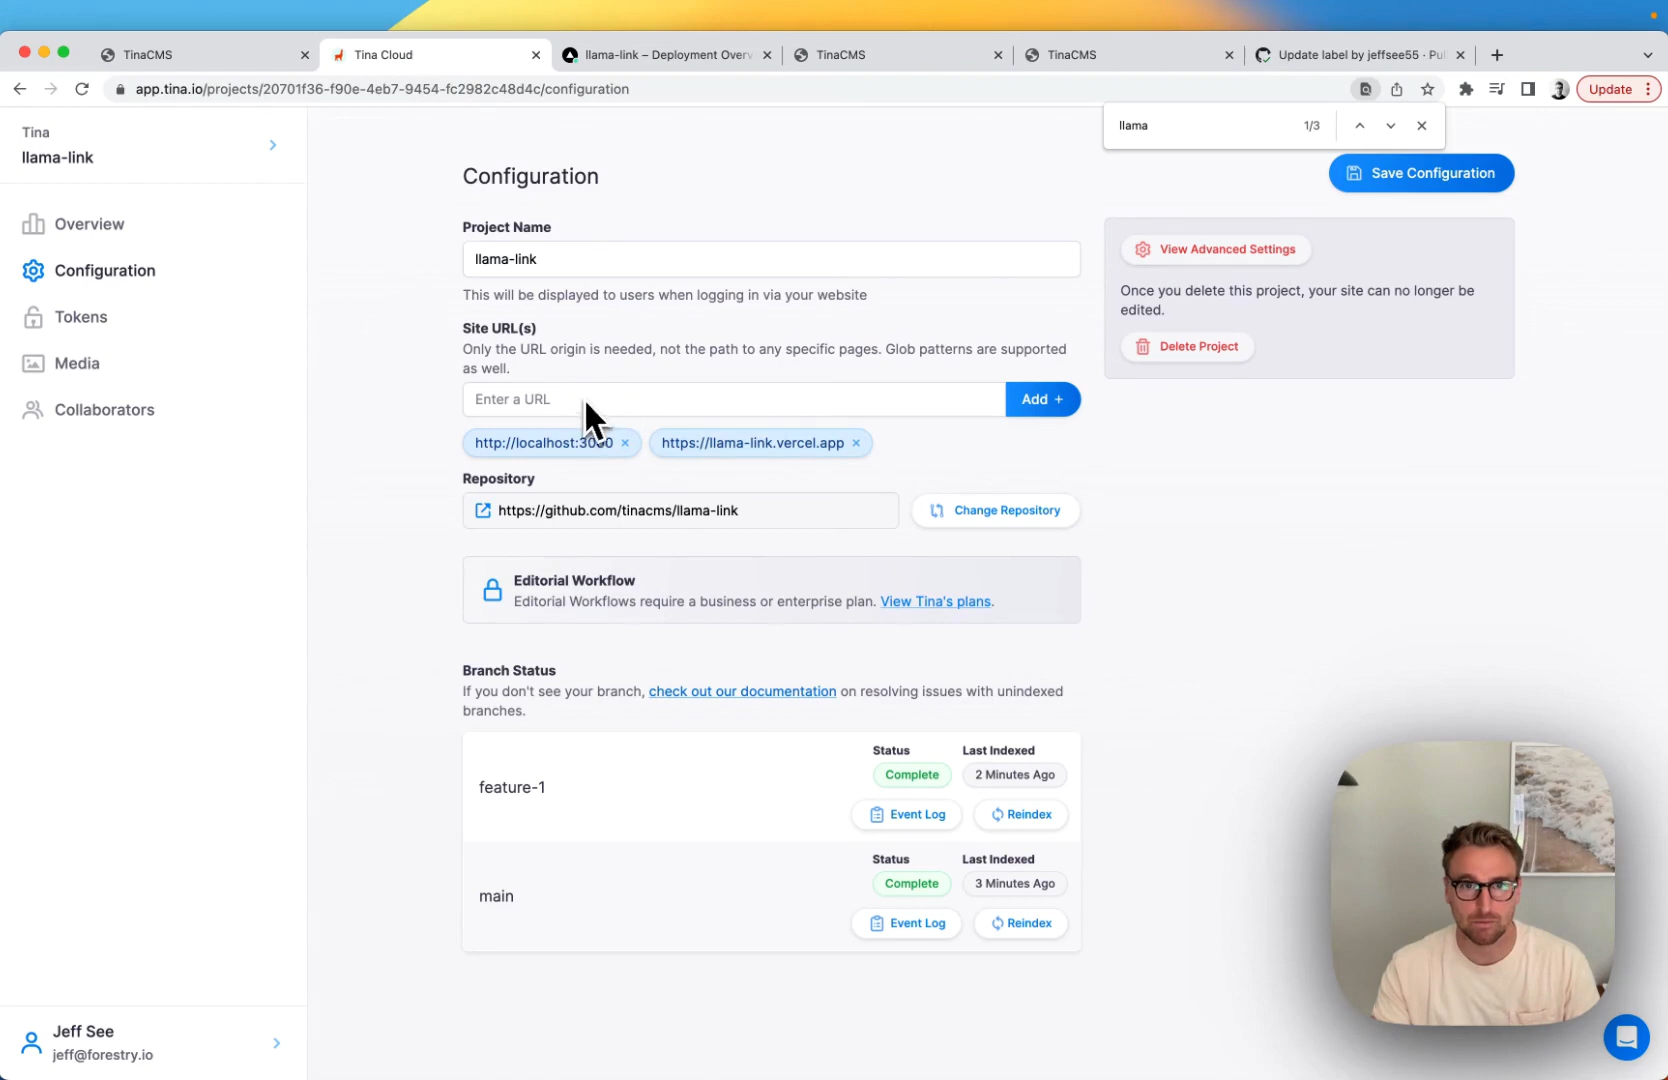 TinaCMS
Tina Cloud
llama-link – Deployment Overv
TinaCMS
TinaCMS
Update label by jeffsee55 · Pul
app.tina.io/projects/20701f36-f90e-4eb7-9454-fc2982c48d4c/configuration
Update
llama
1/3
Tina
llama-link
Overview
Configuration
Tokens
Media
Collaborators
Configuration
Save Configuration
Project Name
llama-link
This will be displayed to users when logging in via your website
Site URL(s)
Only the URL origin is needed, not the path to any specific pages. Glob patterns are supported
as well.
Enter a URL
Add +
http://localhost:3000 ×
https://llama-link.vercel.app ×
Repository
https://github.com/tinacms/llama-link
Change Repository
Editorial Workflow
Editorial Workflows require a business or enterprise plan. View Tina's plans.
Branch Status
If you don't see your branch, check out our documentation on resolving issues with unindexed
branches.
Status
Last Indexed
feature-1
Complete
2 Minutes Ago
Event Log
Reindex
Status
Last Indexed
main
Complete
3 Minutes Ago
Event Log
Reindex
View Advanced Settings
Once you delete this project, your site can no longer be
edited.
Delete Project
Jeff See
jeff@forestry.io